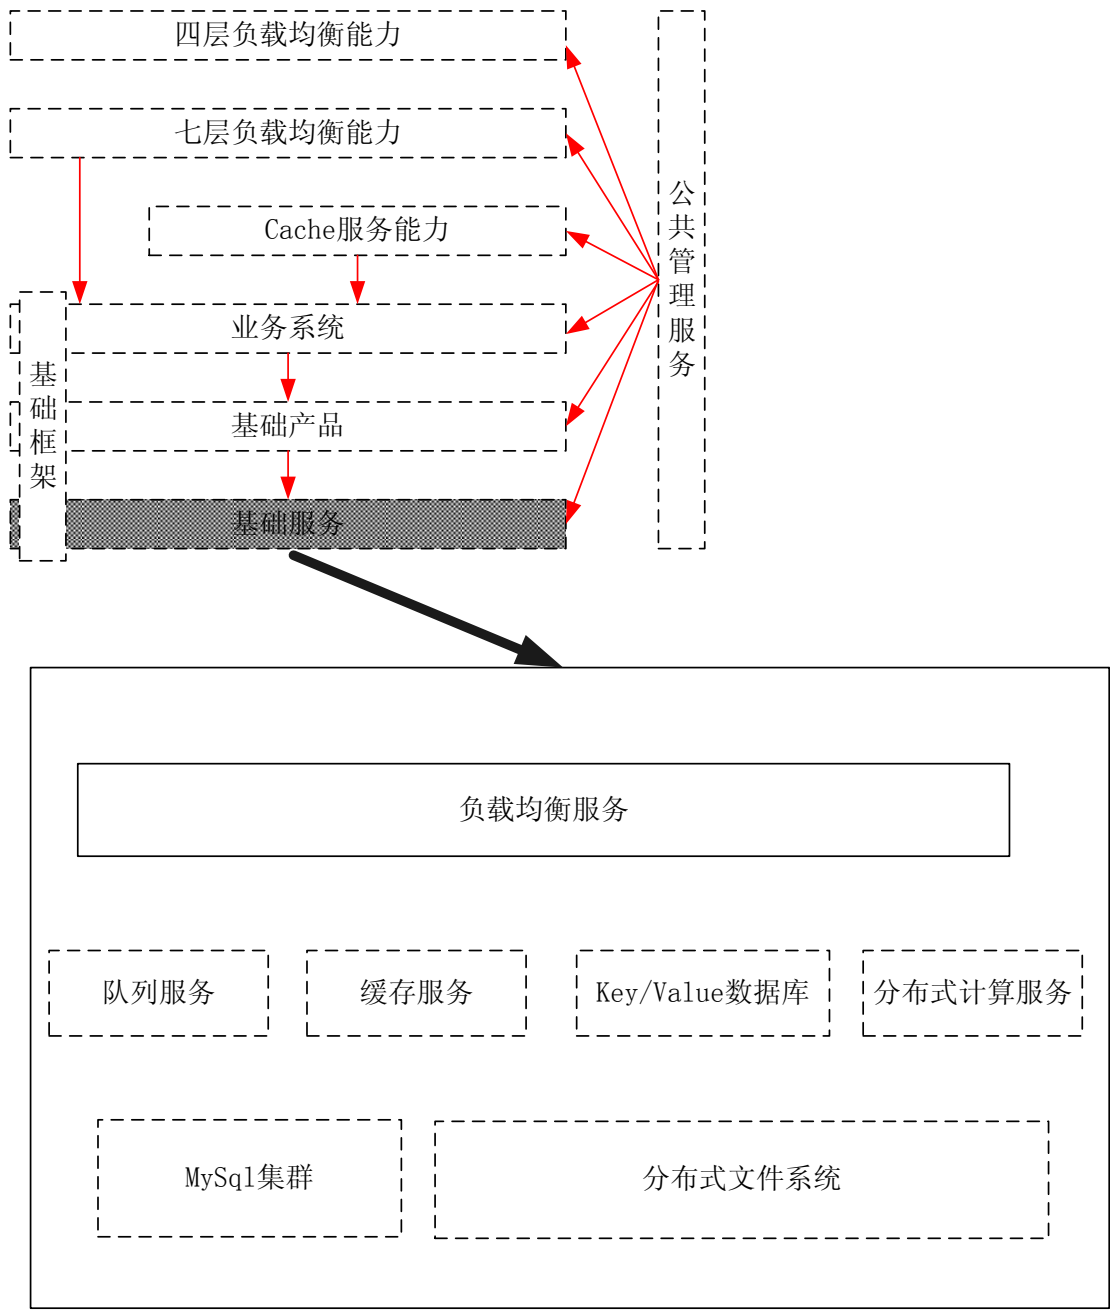 四层负载均衡能力
七层负载均衡能力
Cache服务能力
业务系统
基础产品
基础服务
基础框架
公共管理服务
负载均衡服务
队列服务
缓存服务
Key/Value数据库
分布式计算服务
MySql集群
分布式文件系统